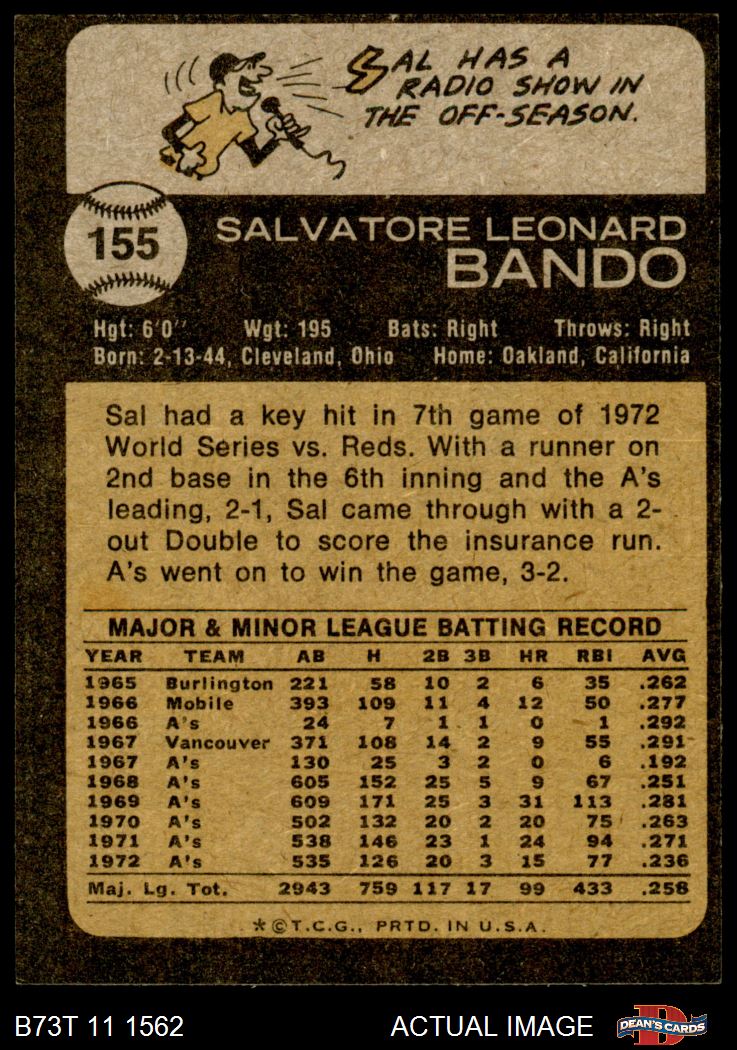 SAL HAS A
RADIO SHOW IN
THE OFF-SEASON.
155
SALVATORE LEONARD
BANDO
Hgt: 6'0" Wgt: 195 Bats: Right Throws: Right
Born: 2-13-44, Cleveland, Ohio Home: Oakland, California
Sal had a key hit in 7th game of 1972
World Series vs. Reds. With a runner on
2nd base in the 6th inning and the A's
leading, 2-1, Sal came through with a 2-
out Double to score the insurance run.
A's went on to win the game, 3-2.
MAJOR & MINOR LEAGUE BATTING RECORD
YEAR TEAM AB H 2B 3B HR RBI AVG
1965 Burlington 221 58 10 2 6 35 .262
1966 Mobile 393 109 11 4 12 50 .277
1966 A's 24 7 1 1 0 1 .292
1967 Vancouver 371 108 14 2 9 55 .291
1967 A's 130 25 3 2 0 6 .192
1968 A's 605 152 25 5 9 67 .251
1969 A's 609 171 25 3 31 113 .281
1970 A's 502 132 20 2 20 75 .263
1971 A's 538 146 23 1 24 94 .271
1972 A's 535 126 20 3 15 77 .236
Maj. Lg. Tot. 2943 759 117 17 99 433 .258
*©T.C.G., PRTD. IN U.S.A.
B73T 11 1562 ACTUAL IMAGE D DEAN'S CARDS